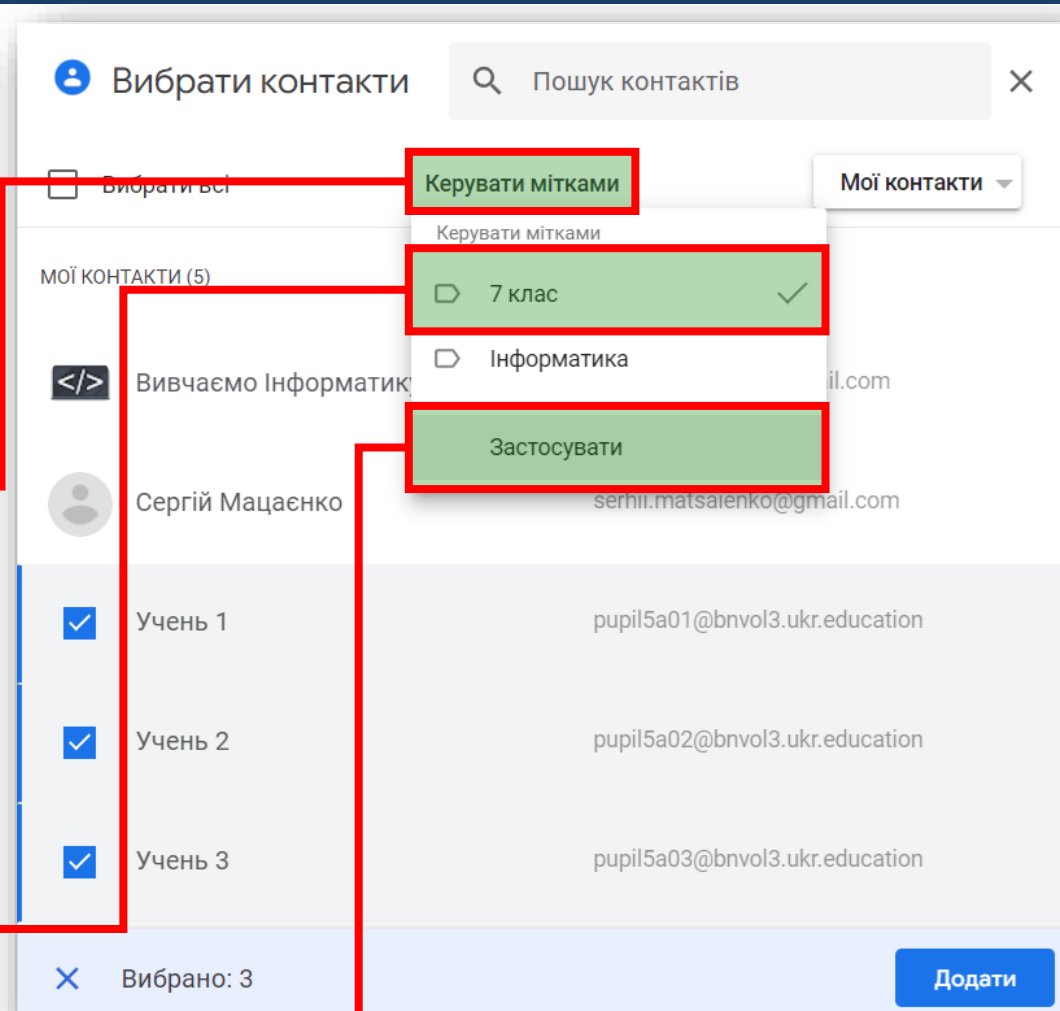 Вибрати контакти Пошук контактів
Вибрати всі Керувати мітками Мої контакти
Керувати мітками
МОЇ КОНТАКТИ (5)
7 клас
Інформатика
</> Вивчаємо Інформатику il.com
Застосувати
Сергій Мацаєнко serhii.matsaienko@gmail.com
Учень 1 pupil5a01@bnvol3.ukr.education
Учень 2 pupil5a02@bnvol3.ukr.education
Учень 3 pupil5a03@bnvol3.ukr.education
Вибрано: 3 Додати